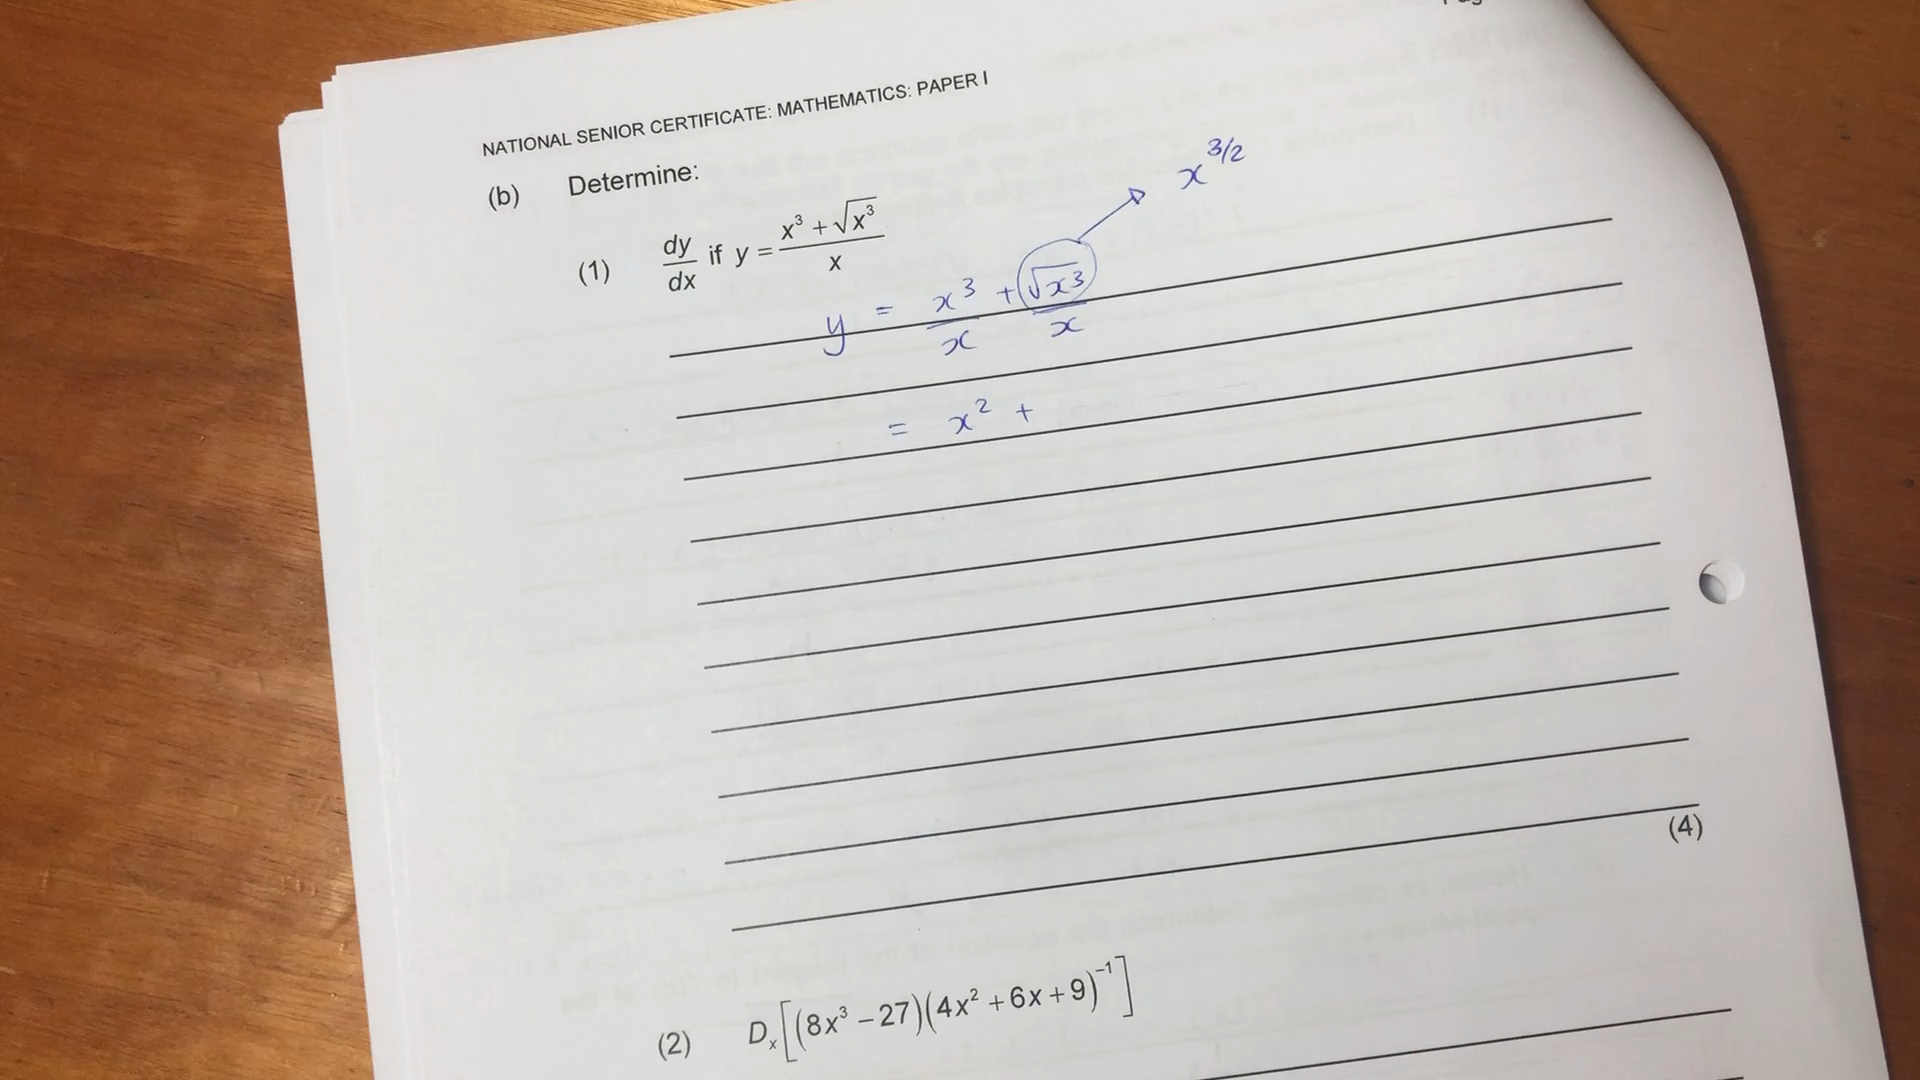 NATIONAL SENIOR CERTIFICATE: MATHEMATICS: PAPER I
(b) Determine:
(1) dy/dx if y = (x³ + √x³)/x
x^(3/2)
y = x³/x + √x³/x
= x² +
(4)
(2) Dₓ[(8x³ – 27)(4x² + 6x + 9)⁻¹]